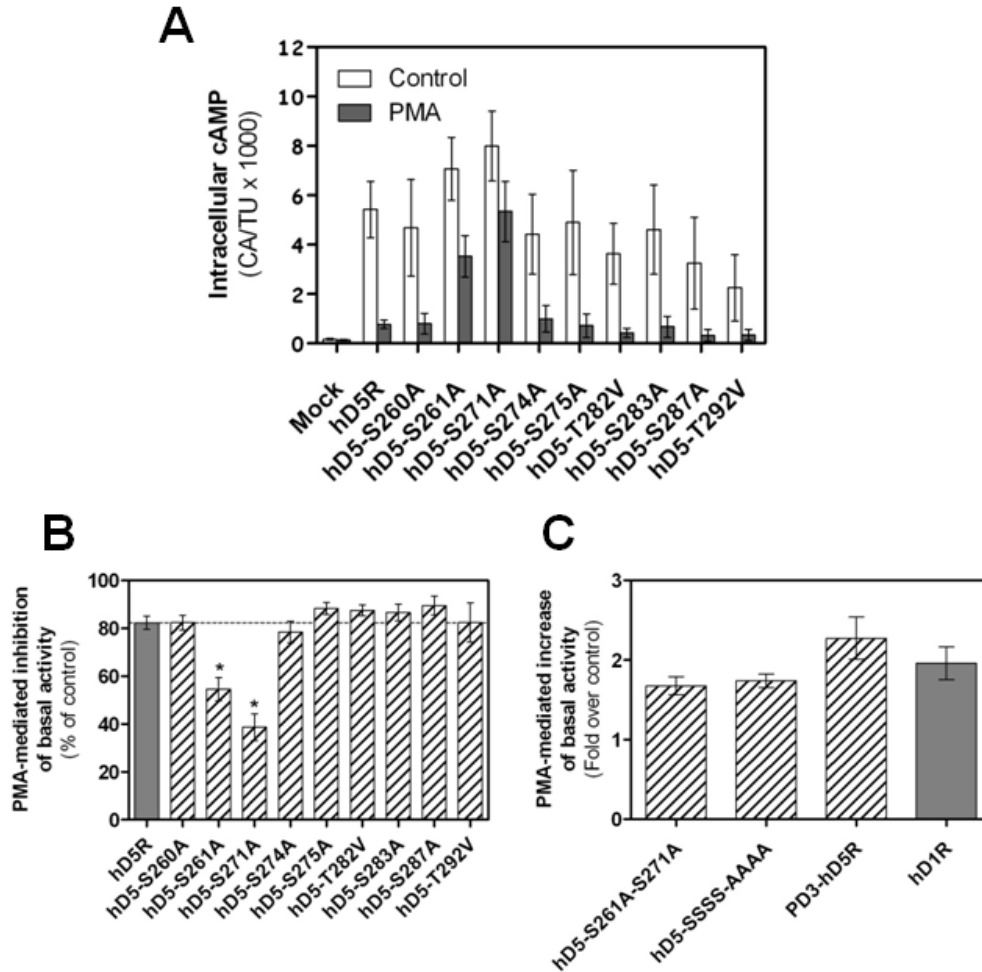 A
Intracellular cAMP
(CA/TU x 1000)
12
10
8
6
4
2
0
Control
PMA
Mock
hD5R
hD5-S260A
hD5-S261A
hD5-S271A
hD5-S274A
hD5-S275A
hD5-T282V
hD5-S283A
hD5-S287A
hD5-T292V
B
PMA-mediated inhibition
of basal activity
(% of control)
100
80
60
40
20
0
*
*
hD5R
hD5-S260A
hD5-S261A
hD5-S271A
hD5-S274A
hD5-S275A
hD5-T282V
hD5-S283A
hD5-S287A
hD5-T292V
C
PMA-mediated increase
of basal activity
(Fold over control)
3
2
1
0
hD5-S261A-S271A
hD5-SSSS-AAAA
PD3-hD5R
hD1R